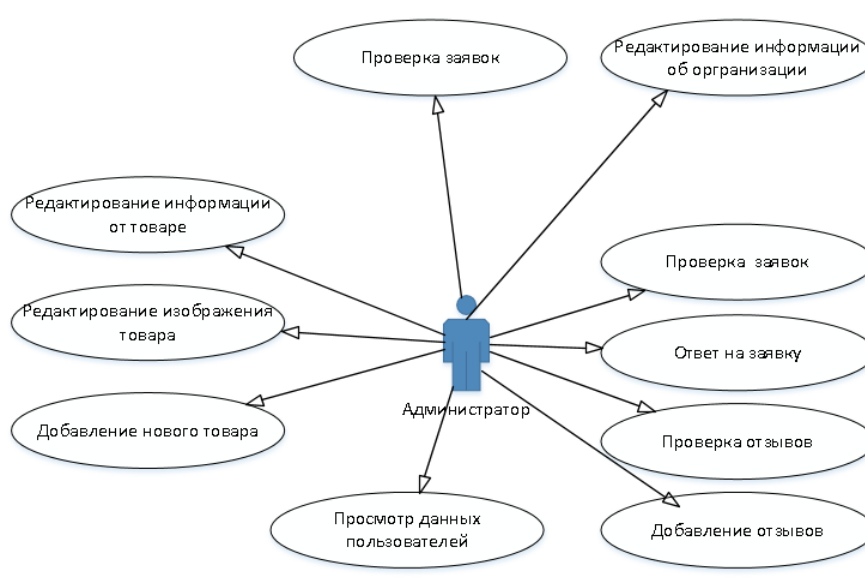 Проверка заявок
Редактирование информации
об оргранизации
Редактирование информации
от товаре
Проверка заявок
Редактирование изображения
товара
Ответ на заявку
Администратор
Добавление нового товара
Проверка отзывов
Просмотр данных
пользователей
Добавление отзывов